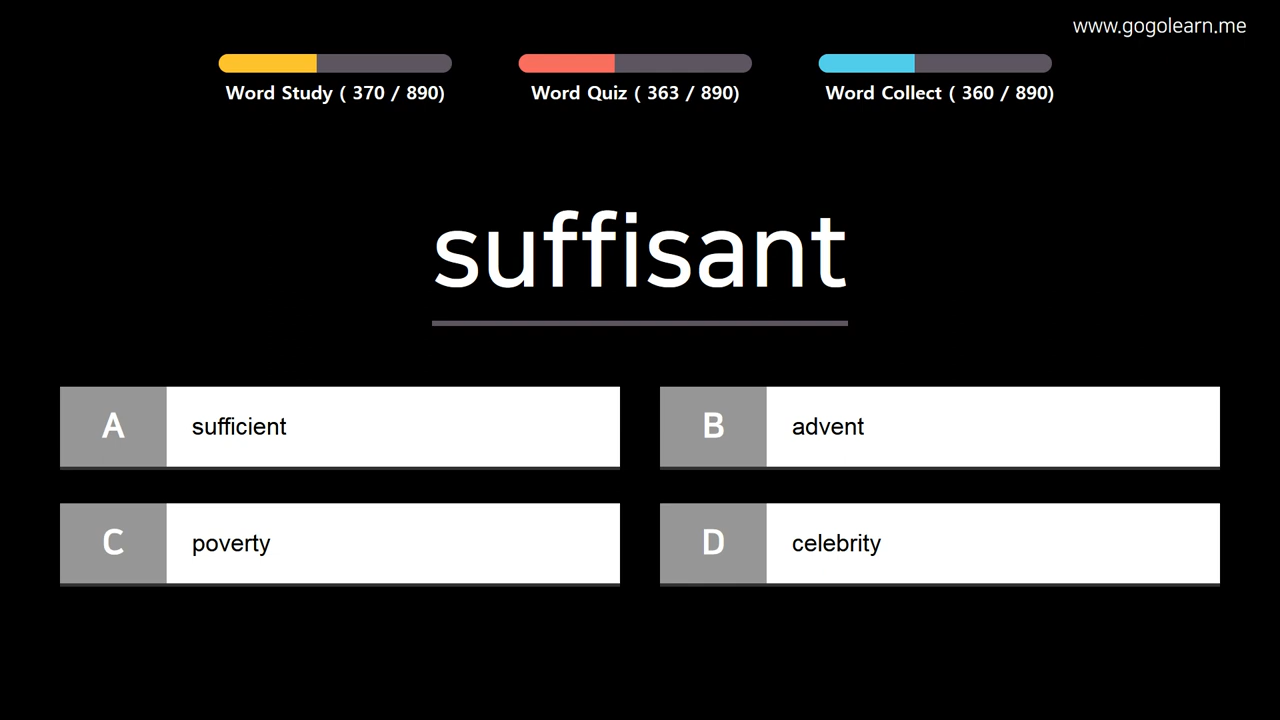 www.gogolearn.me
Word Study ( 370 / 890)
Word Quiz ( 363 / 890)
Word Collect ( 360 / 890)
suffisant
A sufficient
B advent
C poverty
D celebrity